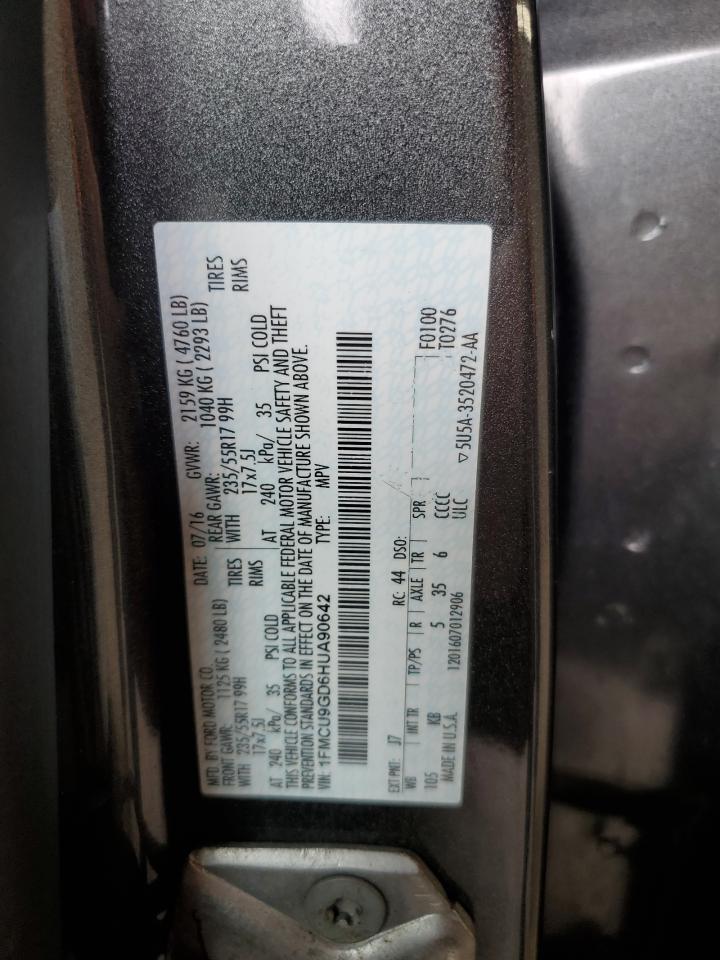 MFD. BY FORD MOTOR CO. DATE: 07/16 GVWR: 2159 KG ( 4760 LB)
FRONT GAWR: 1125 KG ( 2480 LB) REAR GAWR: 1040 KG ( 2293 LB)
WITH 235/55R17 99H TIRES WITH 235/55R17 99H TIRES
17x7.5J RIMS 17x7.5J RIMS
AT 240 kPa/ 35 PSI COLD AT 240 kPa/ 35 PSI COLD
THIS VEHICLE CONFORMS TO ALL APPLICABLE FEDERAL MOTOR VEHICLE SAFETY AND THEFT
PREVENTION STANDARDS IN EFFECT ON THE DATE OF MANUFACTURE SHOWN ABOVE.
VIN: 1FMCU9GD6HUA90642 TYPE: MPV
EXT PNT: J7 RC: 44 DSO: F0100
WB INT TR TP/PS R AXLE TR SPR T0276
105 KB 5 35 6 CCCC
MADE IN U.S.A. 1201607012906 ULC ▽5U5A-3520472-AA